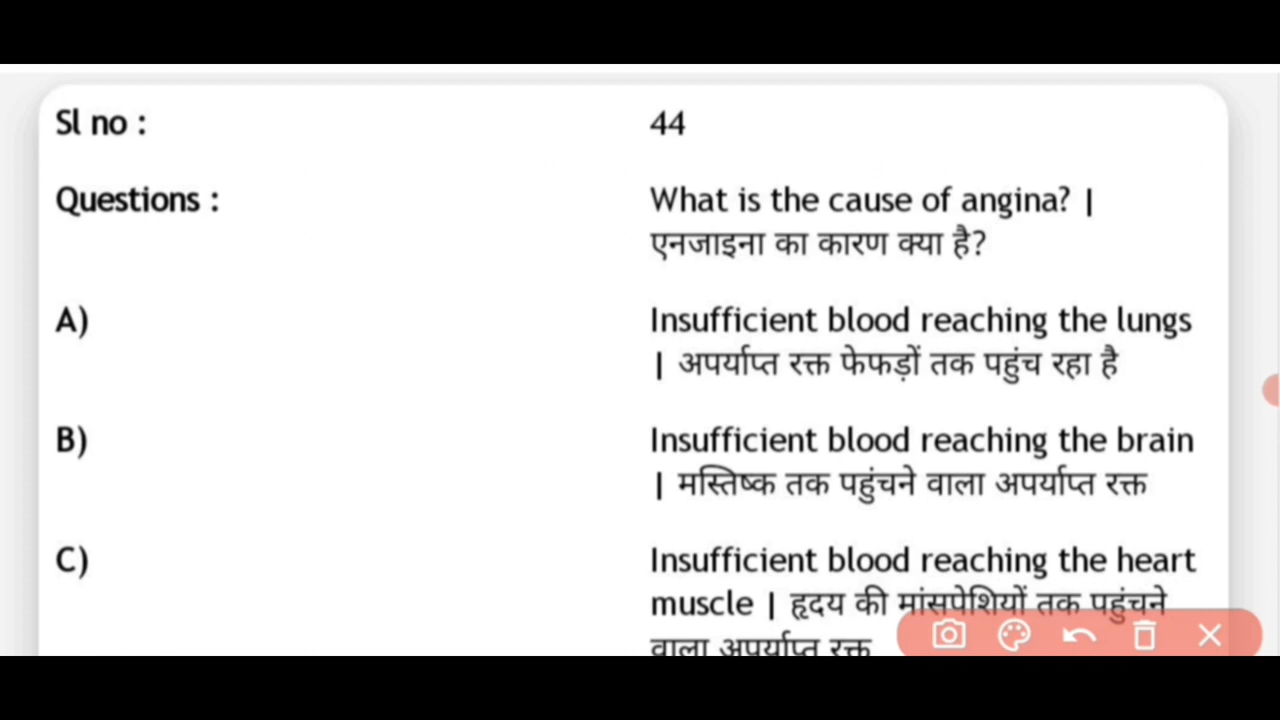 Sl no : 44
Questions : What is the cause of angina? |
एनजाइना का कारण क्या है?
A) Insufficient blood reaching the lungs
| अपर्याप्त रक्त फेफड़ों तक पहुंच रहा है
B) Insufficient blood reaching the brain
| मस्तिष्क तक पहुंचने वाला अपर्याप्त रक्त
C) Insufficient blood reaching the heart
muscle | हृदय की मांसपेशियों तक पहुंचने
वाला अपर्याप्त रक्त